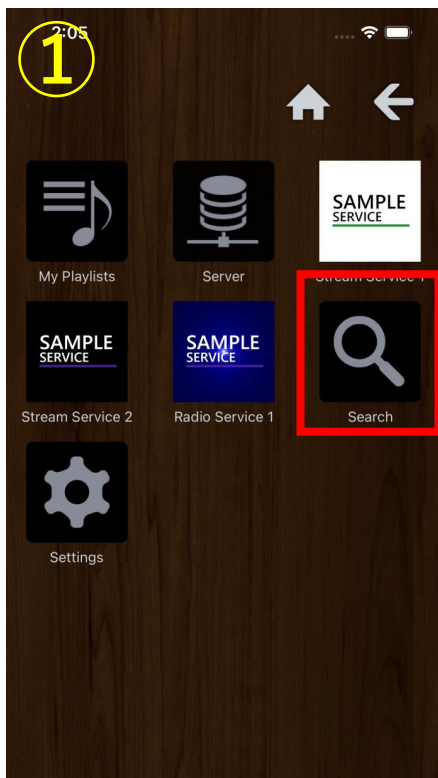 ①
2:05
SAMPLE
SERVICE
My Playlists
Server
Stream Service 1
SAMPLE
SERVICE
SAMPLE
SERVICE
Stream Service 2
Radio Service 1
Search
Settings